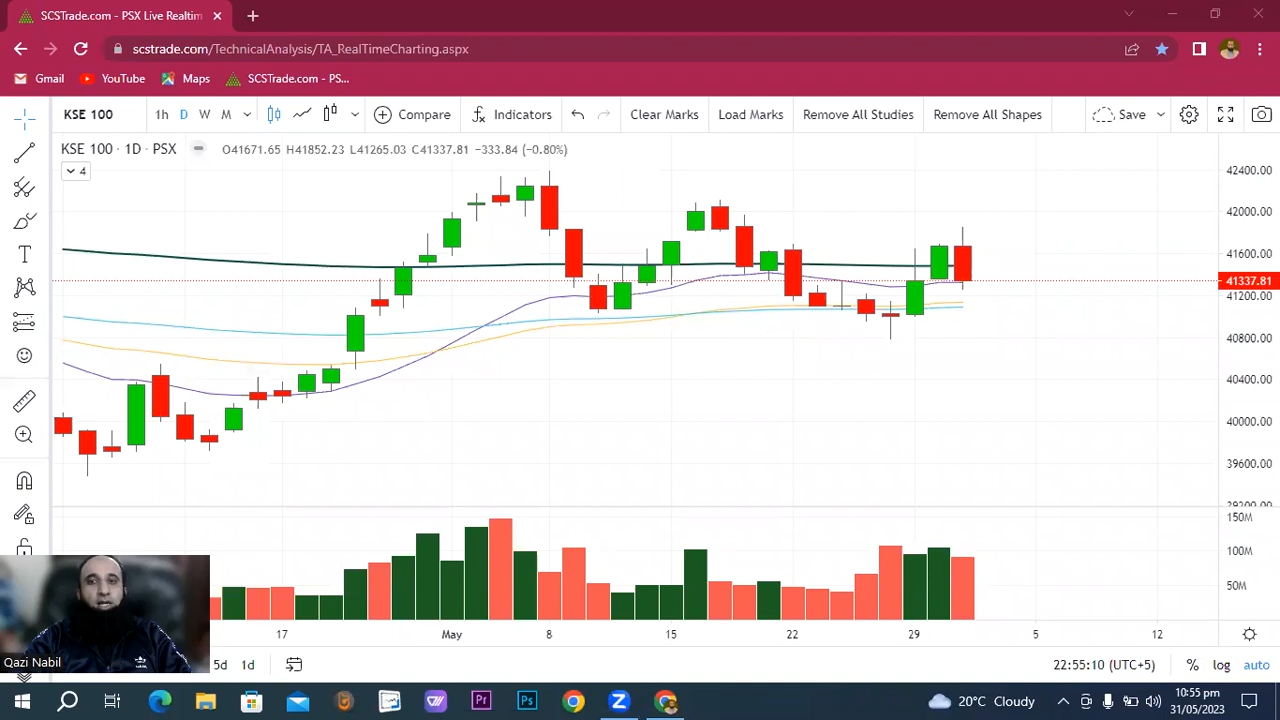 SCSTrade.com - PSX Live Realtim
scstrade.com/TechnicalAnalysis/TA_RealTimeCharting.aspx
Gmail YouTube Maps SCSTrade.com - PS...
KSE 100 1h D W M Compare Indicators Clear Marks Load Marks Remove All Studies Remove All Shapes Save
KSE 100 · 1D · PSX O41671.65 H41852.23 L41265.03 C41337.81 −333.84 (−0.80%)
4
42400.00
42000.00
41600.00
41337.81
41200.00
40800.00
40400.00
40000.00
39600.00
39200.00
150M
100M
50M
17 May 8 15 22 29 5 12
Qazi Nabil
5d 1d 22:55:10 (UTC+5) % log auto
20°C Cloudy
10:55 pm
31/05/2023